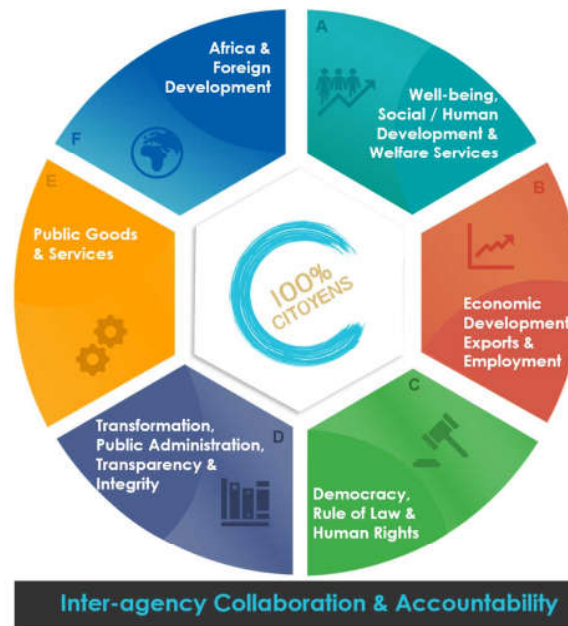 A
Well-being,
Social / Human
Development &
Welfare Services
B
Economic
Development,
Exports &
Employment
C
Democracy,
Rule of Law &
Human Rights
D
Transformation,
Public Administration,
Transparency &
Integrity
E
Public Goods
& Services
F
Africa &
Foreign
Development
100%
CITOYENS
Inter-agency Collaboration & Accountability